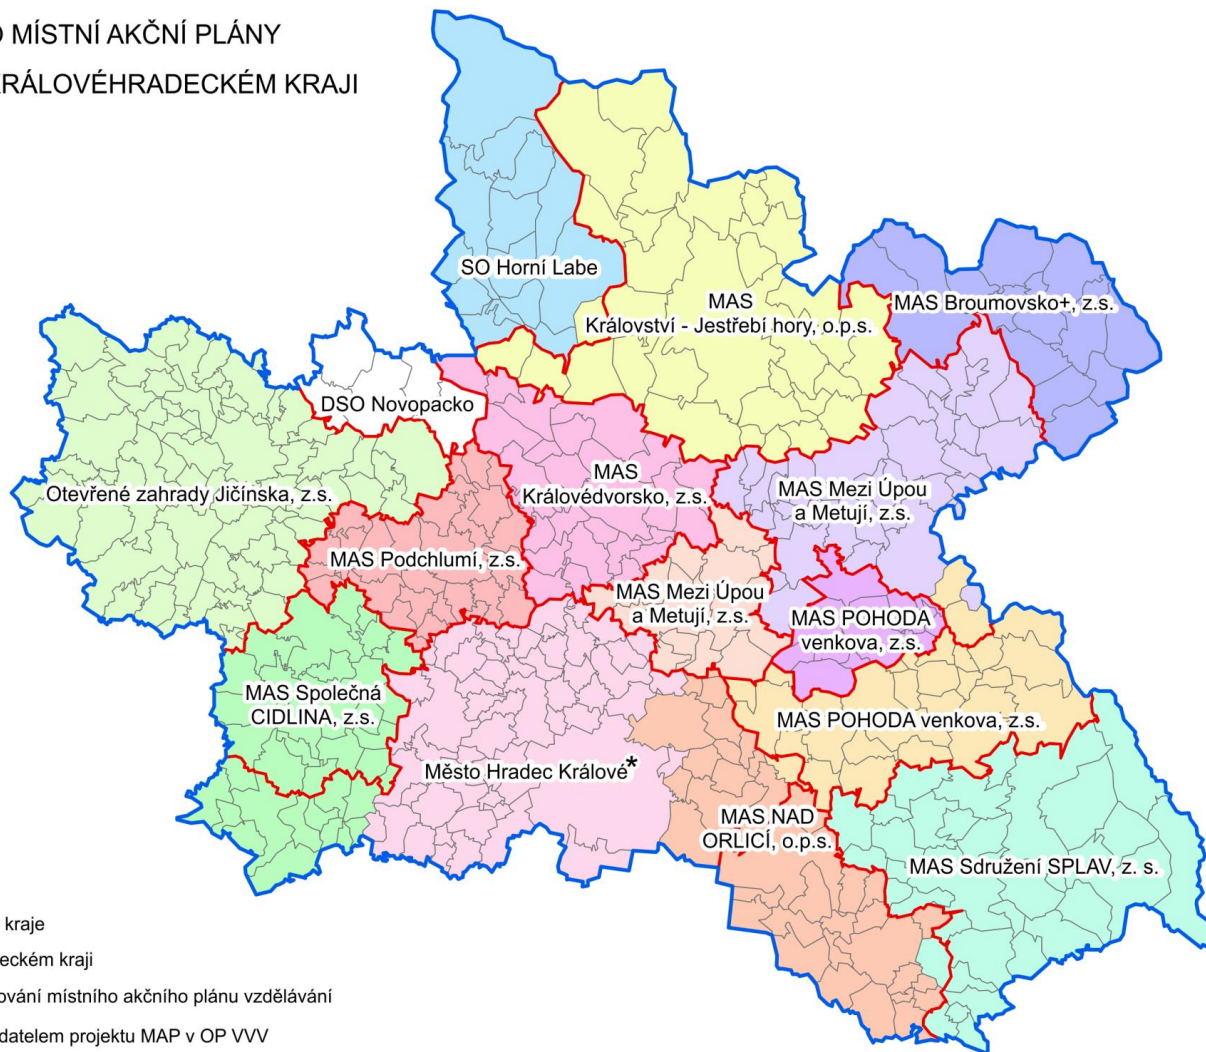 MÍSTNÍ AKČNÍ PLÁNY
KRÁLOVÉHRADECKÉM KRAJI
SO Horní Labe
MAS
Království - Jestřebí hory, o.p.s.
MAS Broumovsko+, z.s.
DSO Novopacko
MAS
Královédvorsko, z.s.
Otevřené zahrady Jičínska, z.s.
MAS Mezi Úpou
a Metují, z.s.
MAS Podchlumí, z.s.
MAS Mezi Úpou
a Metují, z.s.
MAS POHODA
venkova, z.s.
MAS Společná
CIDLINA, z.s.
MAS POHODA venkova, z.s.
Město Hradec Králové*
MAS NAD
ORLICÍ, o.p.s.
MAS Sdružení SPLAV, z. s.
kraje
eckém kraji
ování místního akčního plánu vzdělávání
datelem projektu MAP v OP VVV